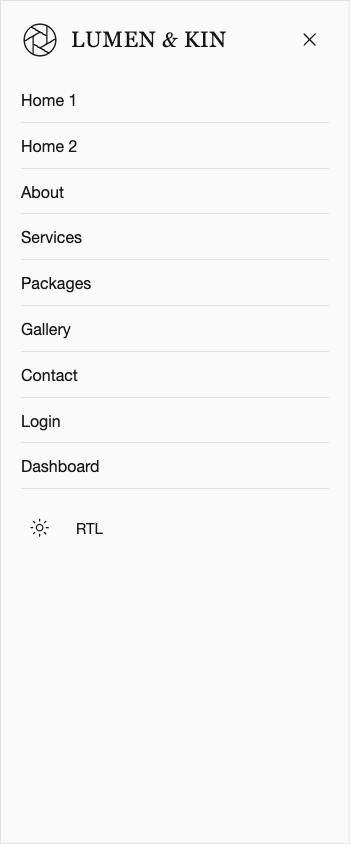 LUMEN & KIN
Home 1
Home 2
About
Services
Packages
Gallery
Contact
Login
Dashboard
RTL